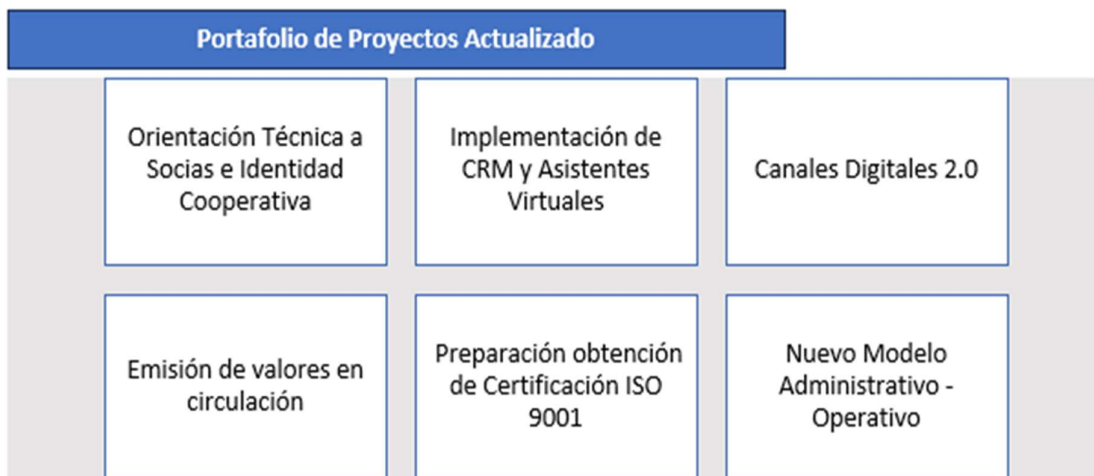 Portafolio de Proyectos Actualizado
Orientación Técnica a
Socias e Identidad
Cooperativa
Implementación de
CRM y Asistentes
Virtuales
Canales Digitales 2.0
Emisión de valores en
circulación
Preparación obtención
de Certificación ISO
9001
Nuevo Modelo
Administrativo -
Operativo